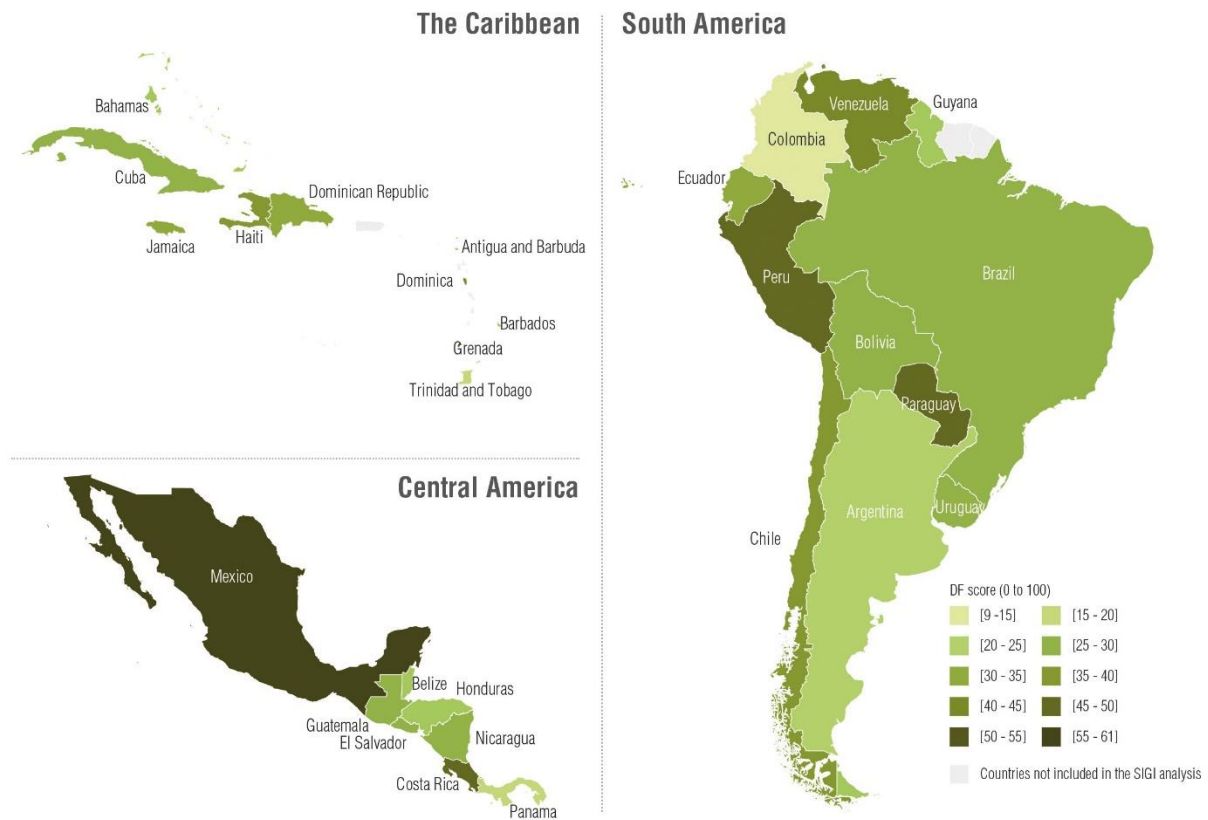 The Caribbean
Bahamas
Cuba
Dominican Republic
Jamaica
Haiti
Antigua and Barbuda
Dominica
Barbados
Grenada
Trinidad and Tobago
Central America
Mexico
Belize
Honduras
Guatemala
El Salvador
Nicaragua
Costa Rica
Panama
South America
Venezuela
Guyana
Colombia
Ecuador
Peru
Brazil
Bolivia
Paraguay
Argentina
Uruguay
Chile
DF score (0 to 100)
[9 -15] [15 - 20]
[20 - 25] [25 - 30]
[30 - 35] [35 - 40]
[40 - 45] [45 - 50]
[50 - 55] [55 - 61]
Countries not included in the SIGI analysis